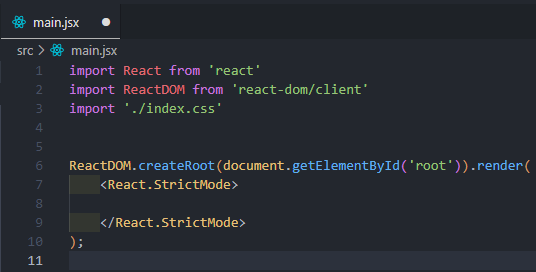 main.jsx
src > main.jsx
1 import React from 'react'
2 import ReactDOM from 'react-dom/client'
3 import './index.css'
4
5
6 ReactDOM.createRoot(document.getElementById('root')).render(
7     <React.StrictMode>
8
9     </React.StrictMode>
10 );
11